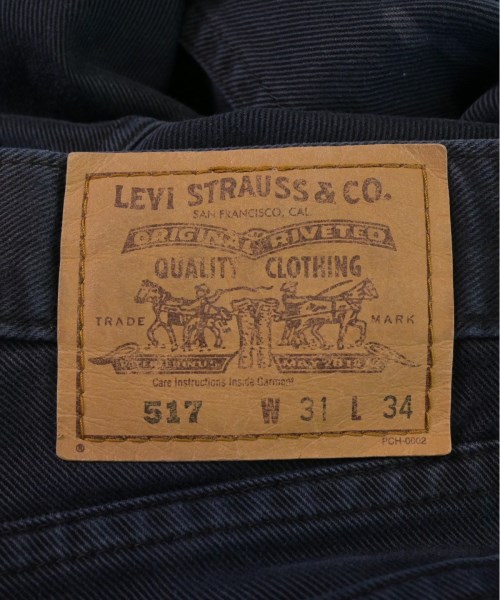 LEVI STRAUSS & CO.
SAN FRANCISCO, CAL
ORIGINAL RIVETED
QUALITY CLOTHING
TRADE MARK
MAY 20 1873
Care Instructions Inside Garment
517 W 31 L 34
PCH-0002
®